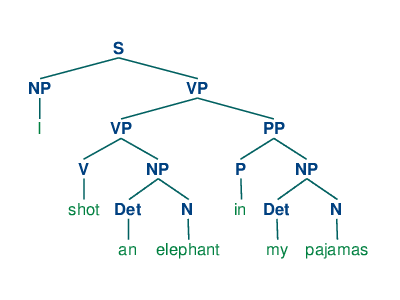 S
NP VP
I VP PP
V NP P NP
shot Det N in Det N
an elephant my pajamas